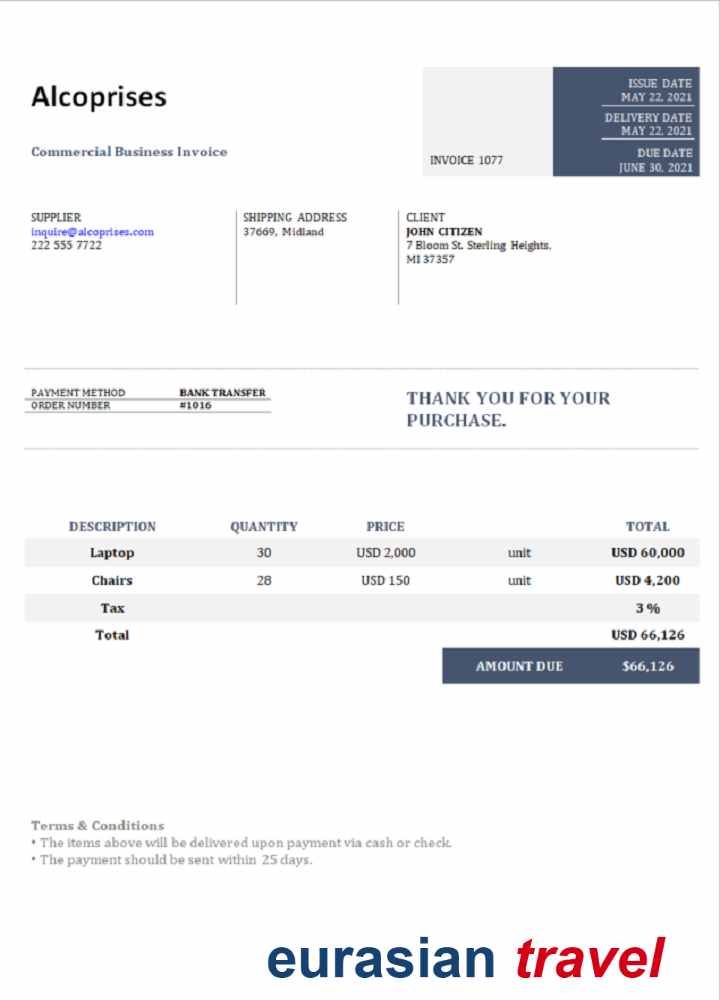 Alcoprises
Commercial Business Invoice
INVOICE 1077
ISSUE DATE
MAY 22, 2021
DELIVERY DATE
MAY 22, 2021
DUE DATE
JUNE 30, 2021
SUPPLIER
inquire@alcoprises.com
222 555 7722
SHIPPING ADDRESS
37669, Midland
CLIENT
JOHN CITIZEN
7 Bloom St. Sterling Heights.
MI 37357
PAYMENT METHOD BANK TRANSFER
ORDER NUMBER #1016
THANK YOU FOR YOUR
PURCHASE.
DESCRIPTION QUANTITY PRICE TOTAL
Laptop 30 USD 2,000 unit USD 60,000
Chairs 28 USD 150 unit USD 4,200
Tax 3 %
Total USD 66,126
AMOUNT DUE $66,126
Terms & Conditions
• The items above will be delivered upon payment via cash or check.
• The payment should be sent within 25 days.
eurasian travel